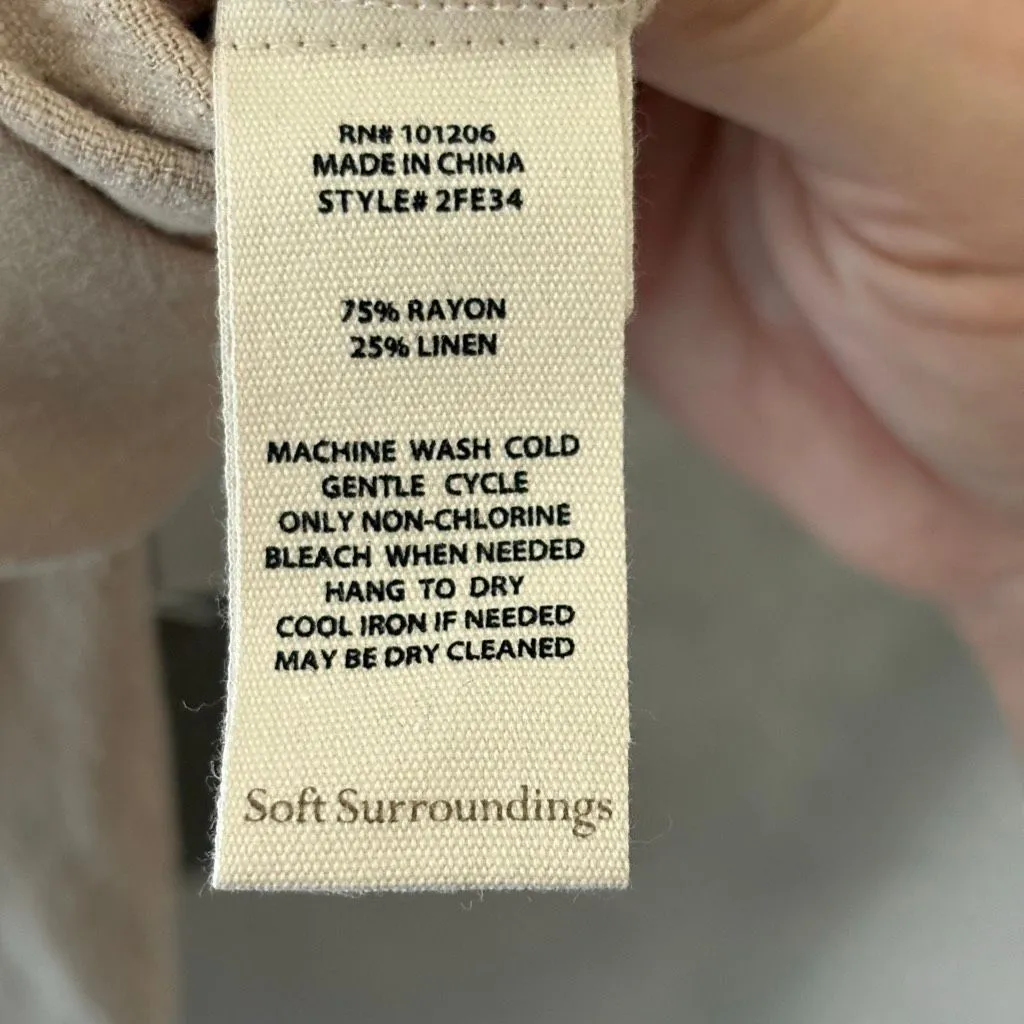 RN# 101206
MADE IN CHINA
STYLE# 2FE34
75% RAYON
25% LINEN
MACHINE WASH COLD
GENTLE CYCLE
ONLY NON-CHLORINE
BLEACH WHEN NEEDED
HANG TO DRY
COOL IRON IF NEEDED
MAY BE DRY CLEANED
Soft Surroundings